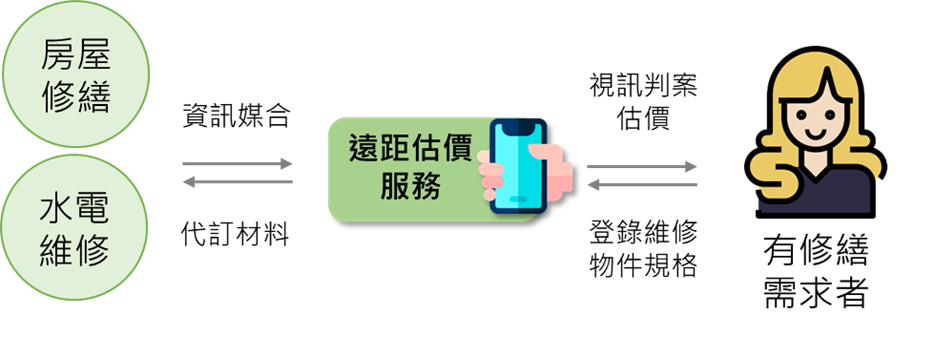 房屋
修繕
水電
維修
資訊媒合
代訂材料
遠距估價
服務
視訊判案
估價
登錄維修
物件規格
有修繕
需求者